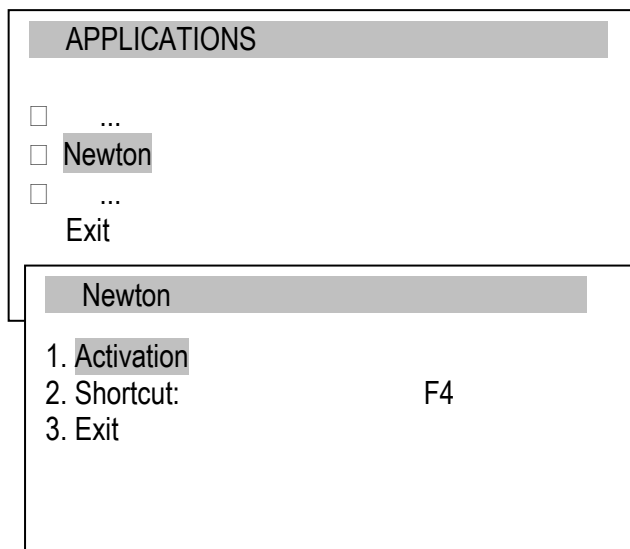 APPLICATIONS
☐ ...
☐ Newton
☐ ...
Exit
Newton
1. Activation
2. Shortcut: F4
3. Exit